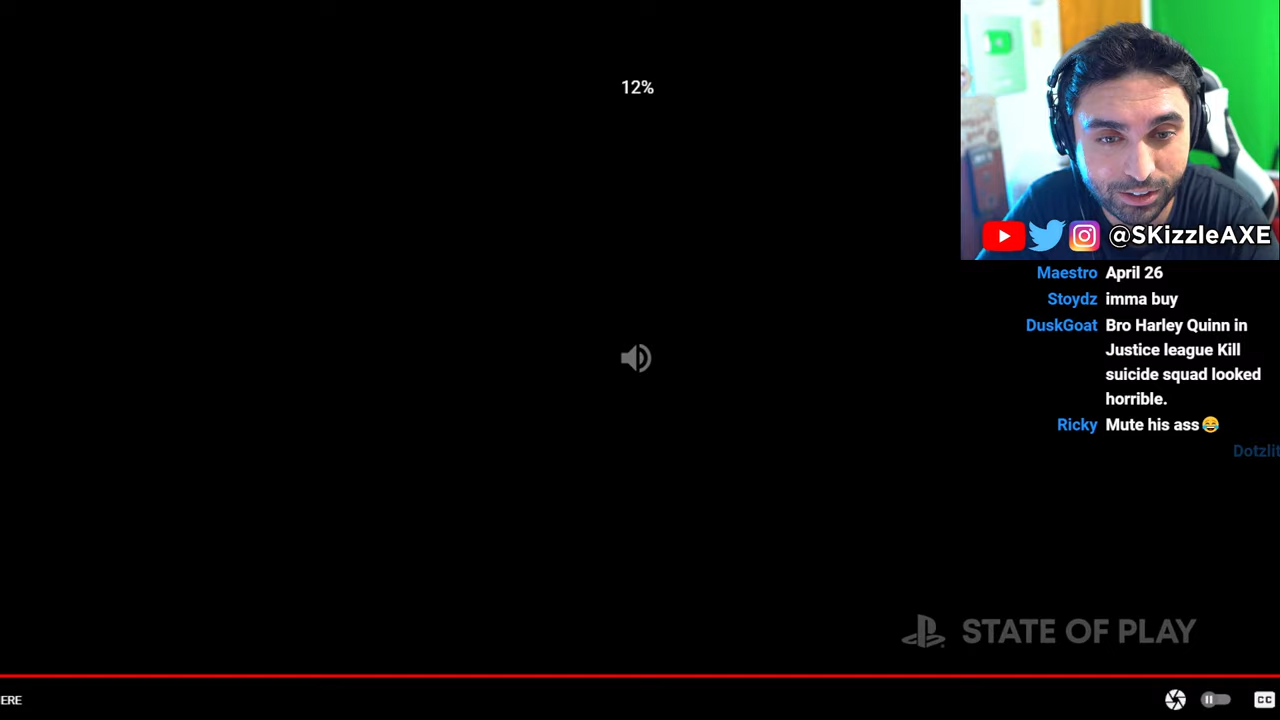 12%
@SKizzleAXE
Maestro April 26
Stoydz imma buy
DuskGoat Bro Harley Quinn in
Justice league Kill
suicide squad looked
horrible.
Ricky Mute his ass😂
Dotzlit
STATE OF PLAY
ERE
CC